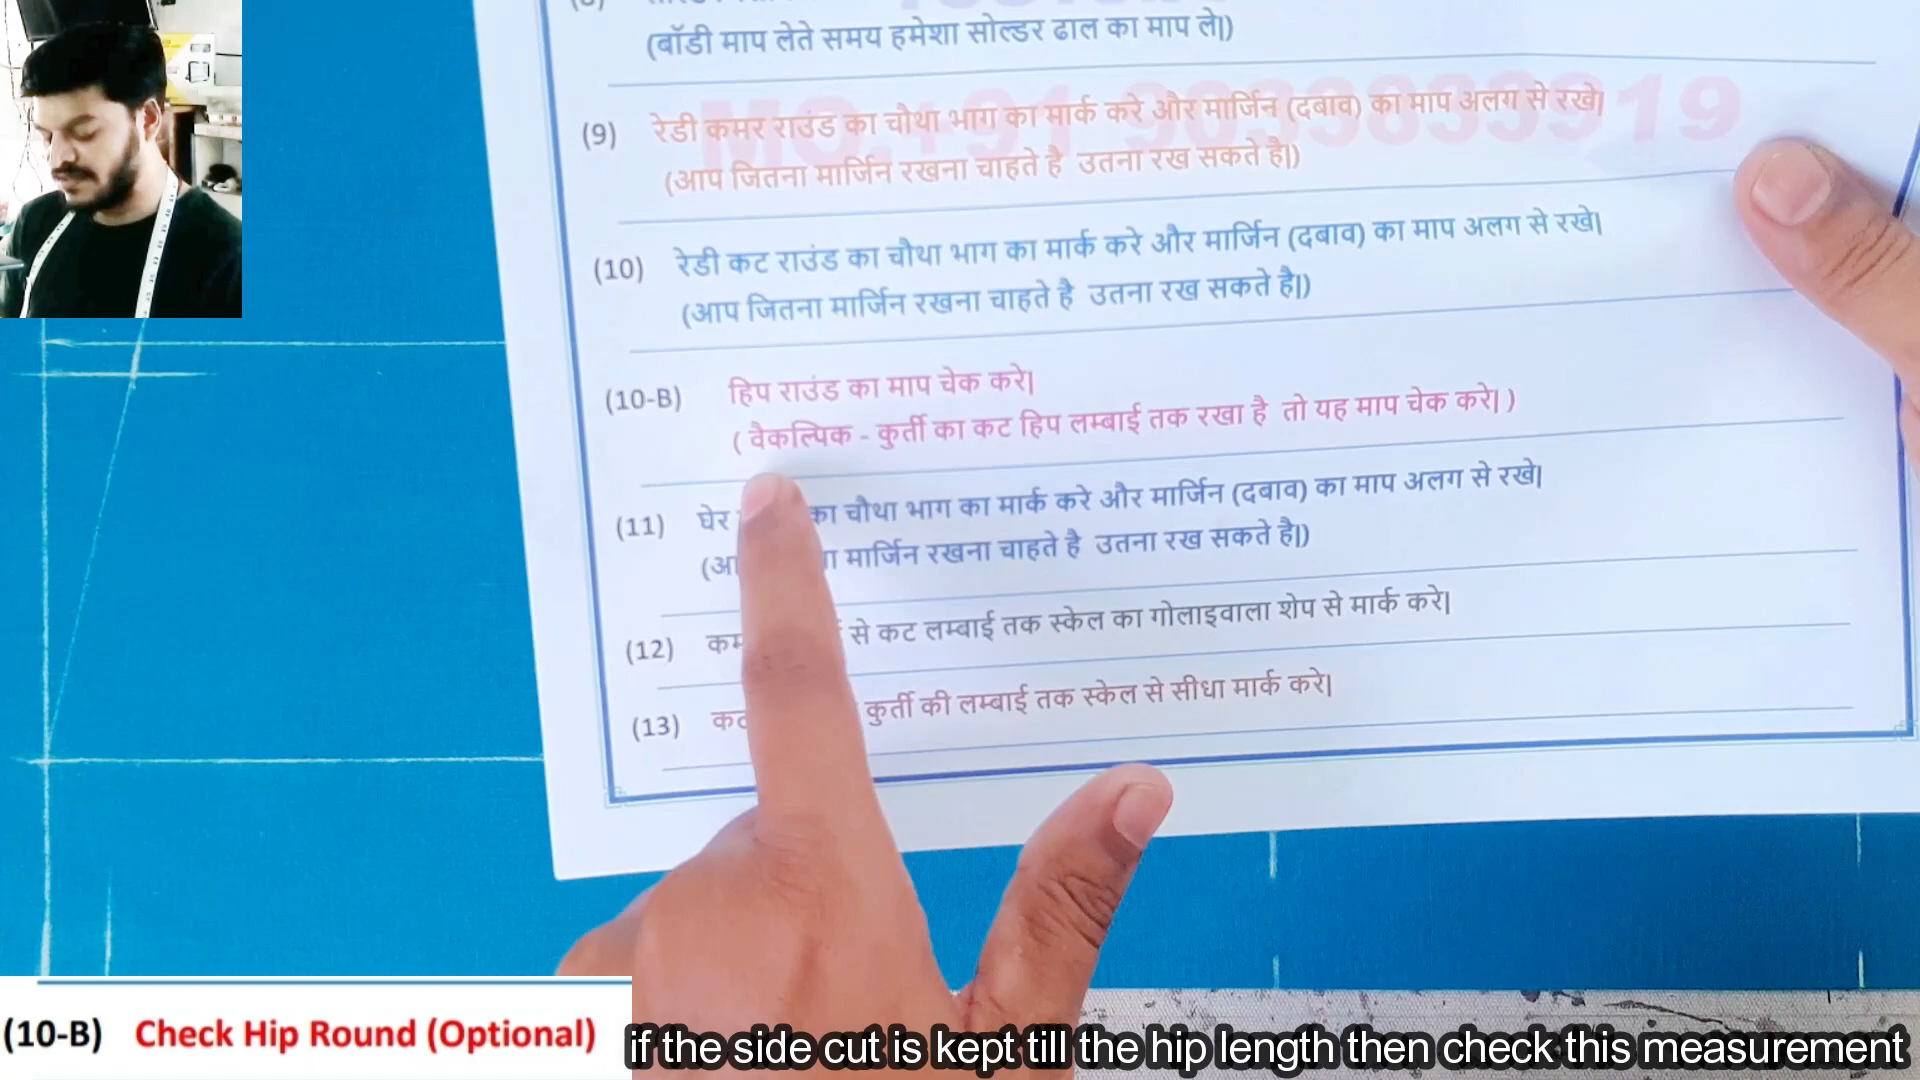 (बॉडी माप लेते समय हमेशा सोल्डर ढाल का माप ले|)
(9) रेडी कमर राउंड का चौथा भाग का मार्क करे और मार्जिन (दबाव) का माप अलग से रखे|
(आप जितना मार्जिन रखना चाहते है उतना रख सकते है|)
(10) रेडी कट राउंड का चौथा भाग का मार्क करे और मार्जिन (दबाव) का माप अलग से रखे|
(आप जितना मार्जिन रखना चाहते है उतना रख सकते है|)
(10-B) हिप राउंड का माप चेक करे|
( वैकल्पिक - कुर्ती का कट हिप लम्बाई तक रखा है तो यह माप चेक करे| )
(11) घेर का चौथा भाग का मार्क करे और मार्जिन (दबाव) का माप अलग से रखे|
मार्जिन रखना चाहते है उतना रख सकते है|)
(12) से कट लम्बाई तक स्केल का गोलाइवाला शेप से मार्क करे|
(13) कुर्ती की लम्बाई तक स्केल से सीधा मार्क करे|
(10-B) Check Hip Round (Optional)
if the side cut is kept till the hip length then check this measurement